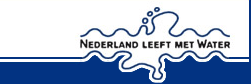 NEDERLAND LEEFT MET WATER